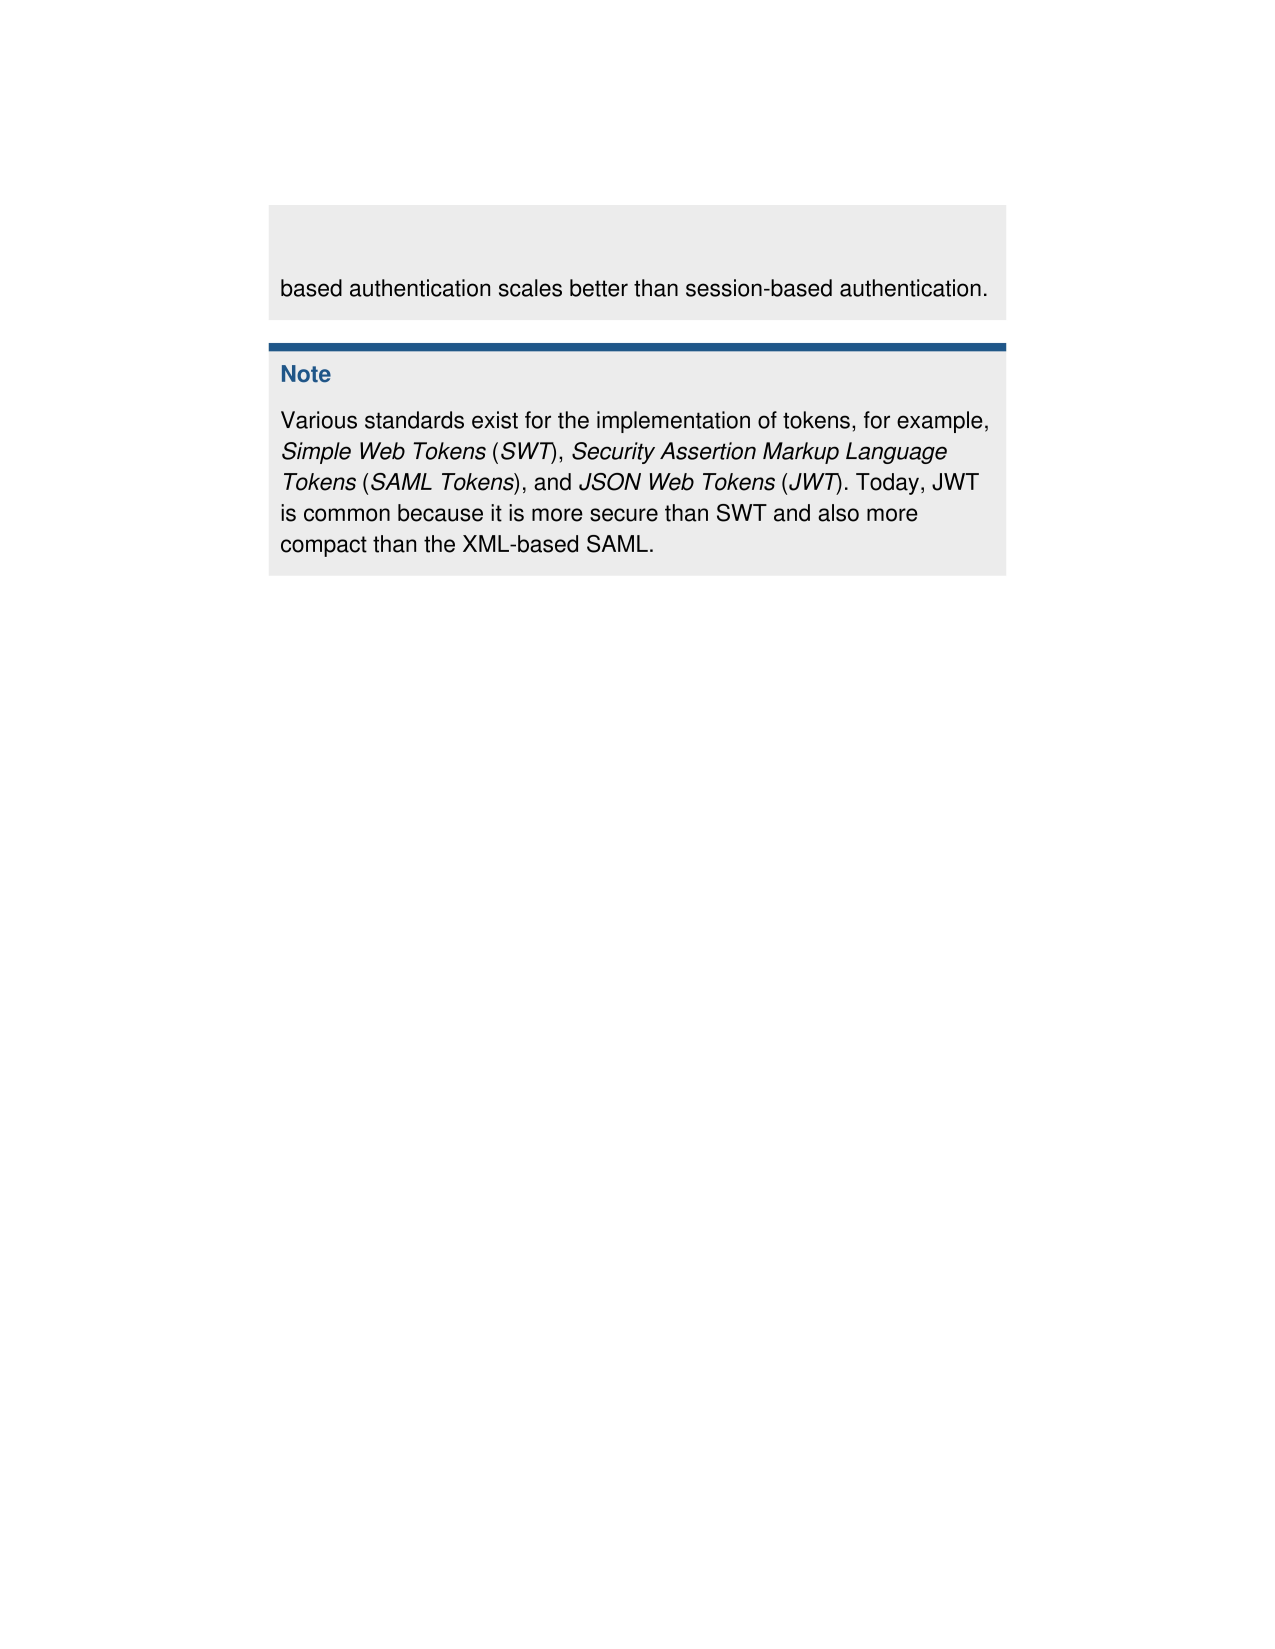 based authentication scales better than session-based authentication.
Note
Various standards exist for the implementation of tokens, for example,
Simple Web Tokens (SWT), Security Assertion Markup Language
Tokens (SAML Tokens), and JSON Web Tokens (JWT). Today, JWT
is common because it is more secure than SWT and also more
compact than the XML-based SAML.